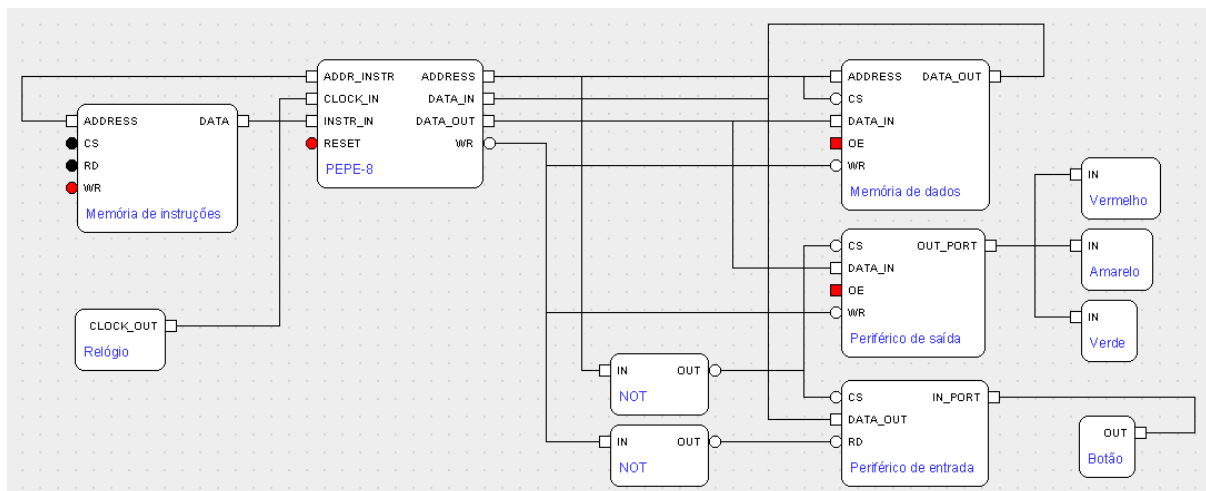 ADDRESS DATA
CS
RD
WR
Memória de instruções
CLOCK_OUT
Relógio
ADDR_INSTR ADDRESS
CLOCK_IN DATA_IN
INSTR_IN DATA_OUT
RESET WR
PEPE-8
IN OUT
NOT
IN OUT
NOT
ADDRESS DATA_OUT
CS
DATA_IN
OE
WR
Memória de dados
CS OUT_PORT
DATA_IN
OE
WR
Periférico de saída
CS IN_PORT
DATA_OUT
RD
Periférico de entrada
IN
Vermelho
IN
Amarelo
IN
Verde
OUT
Botão